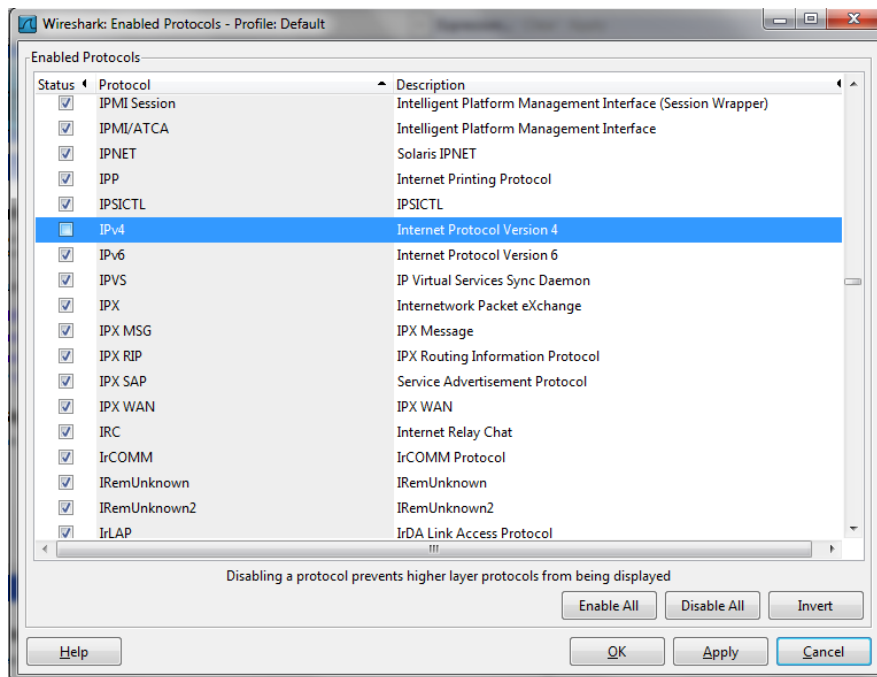 Wireshark: Enabled Protocols - Profile: Default
Enabled Protocols
Status Protocol Description
IPMI Session Intelligent Platform Management Interface (Session Wrapper)
IPMI/ATCA Intelligent Platform Management Interface
IPNET Solaris IPNET
IPP Internet Printing Protocol
IPSICTL IPSICTL
IPv4 Internet Protocol Version 4
IPv6 Internet Protocol Version 6
IPVS IP Virtual Services Sync Daemon
IPX Internetwork Packet eXchange
IPX MSG IPX Message
IPX RIP IPX Routing Information Protocol
IPX SAP Service Advertisement Protocol
IPX WAN IPX WAN
IRC Internet Relay Chat
IrCOMM IrCOMM Protocol
IRemUnknown IRemUnknown
IRemUnknown2 IRemUnknown2
IrLAP IrDA Link Access Protocol
Disabling a protocol prevents higher layer protocols from being displayed
Enable All Disable All Invert
Help OK Apply Cancel